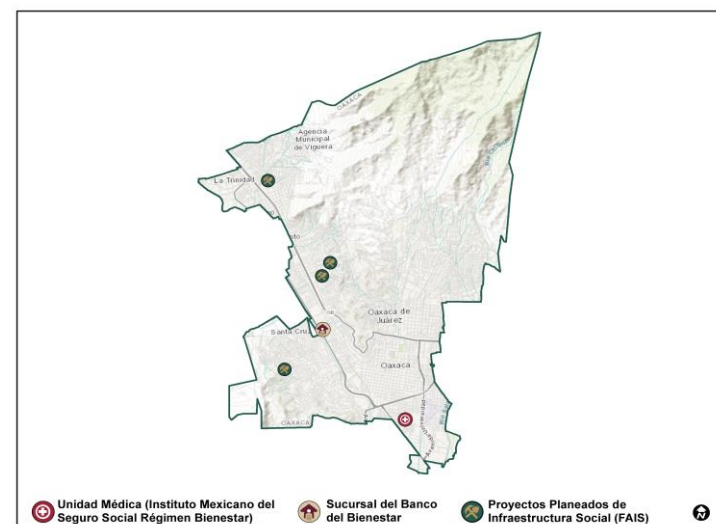 OAXACA
Agencia
Municipal
de Viguera
La Trinidad
Oaxaca de
Juárez
Santa Cruz
Oaxaca
OAXACA
Unidad Médica (Instituto Mexicano del
Seguro Social Régimen Bienestar)
Sucursal del Banco
del Bienestar
Proyectos Planeados de
Infraestructura Social (FAIS)
N